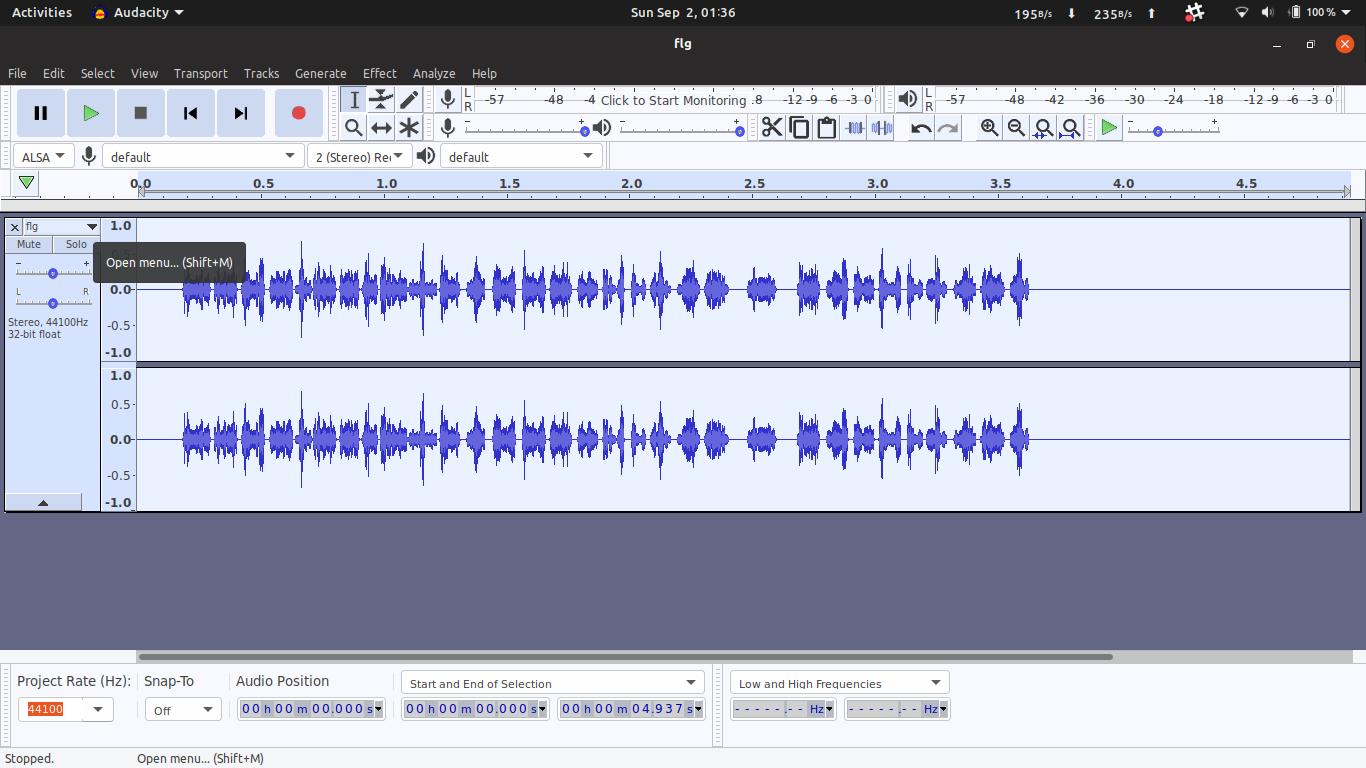 Activities Audacity Sun Sep 2, 01:36 195B/s 235B/s 100%
flg
File Edit Select View Transport Tracks Generate Effect Analyze Help
L R -57 -48 -4 Click to Start Monitoring .8 -12 -9 -6 -3 0 L R -57 -48 -42 -36 -30 -24 -18 -12 -9 -6 -3 0
- + - + - +
ALSA default 2 (Stereo) Rec default
0.0 0.5 1.0 1.5 2.0 2.5 3.0 3.5 4.0 4.5
flg 1.0
Mute Solo
Open menu... (Shift+M)
- +
L R 0.0
Stereo, 44100Hz -0.5
32-bit float
-1.0
1.0
0.5
0.0
-0.5
-1.0
Project Rate (Hz): Snap-To Audio Position Start and End of Selection Low and High Frequencies
44100 Off 00 h 00 m 00.000 s 00 h 00 m 00.000 s 00 h 00 m 04.937 s -----.-- Hz -----.-- Hz
Stopped. Open menu... (Shift+M)